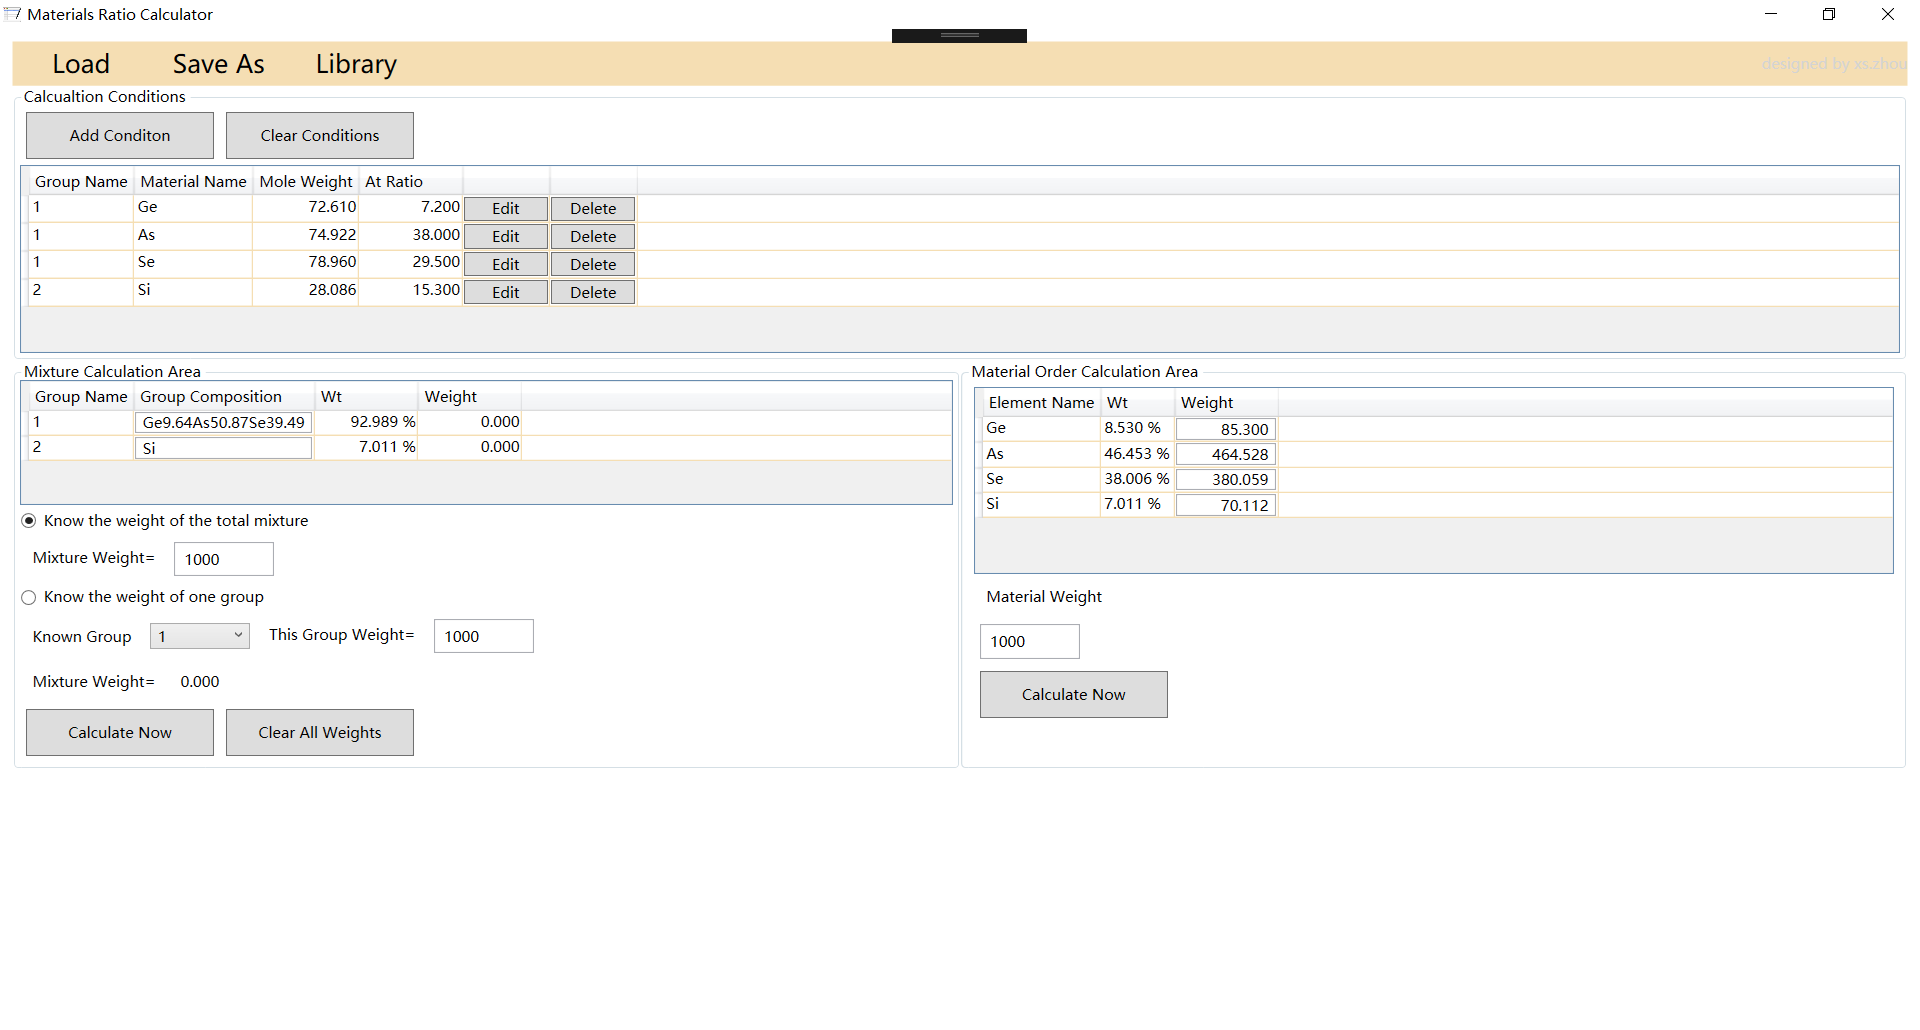 Materials Ratio Calculator
Load Save As Library designed by xs.zhou
Calcualtion Conditions
Add Conditon Clear Conditions
Group Name Material Name Mole Weight At Ratio
1 Ge 72.610 7.200 Edit Delete
1 As 74.922 38.000 Edit Delete
1 Se 78.960 29.500 Edit Delete
2 Si 28.086 15.300 Edit Delete
Mixture Calculation Area
Group Name Group Composition Wt Weight
1 Ge9.64As50.87Se39.49 92.989 % 0.000
2 Si 7.011 % 0.000
Know the weight of the total mixture
Mixture Weight= 1000
Know the weight of one group
Known Group 1 This Group Weight= 1000
Mixture Weight= 0.000
Calculate Now Clear All Weights
Material Order Calculation Area
Element Name Wt Weight
Ge 8.530 % 85.300
As 46.453 % 464.528
Se 38.006 % 380.059
Si 7.011 % 70.112
Material Weight
1000
Calculate Now